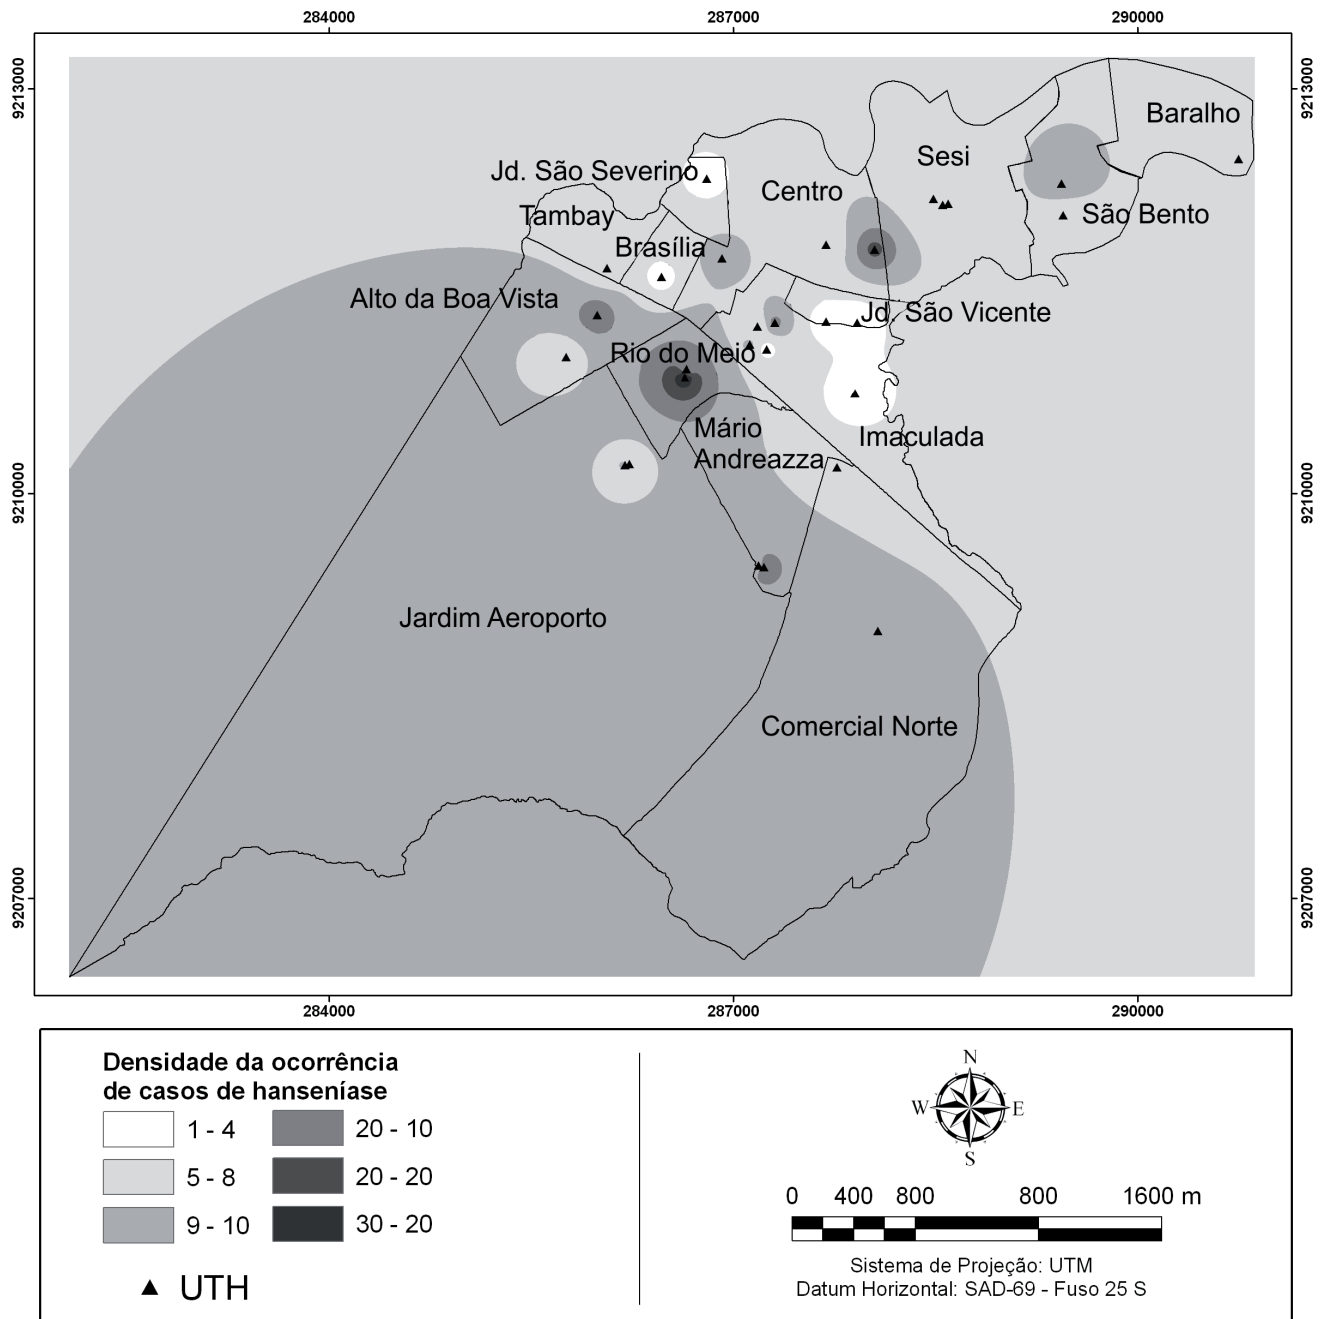 284000
287000
290000
9213000
9213000
Baralho
Sesi
Jd. São Severino
Centro
São Bento
Tambay
Brasília
Alto da Boa Vista
Jd. São Vicente
Rio do Meio
Mário
Andreazza
Imaculada
9210000
9210000
Jardim Aeroporto
Comercial Norte
9207000
9207000
284000
287000
290000
Densidade da ocorrência
de casos de hanseníase
1 - 4
20 - 10
5 - 8
20 - 20
9 - 10
30 - 20
UTH
N
W
E
S
0 400 800 800 1600 m
Sistema de Projeção: UTM
Datum Horizontal: SAD-69 - Fuso 25 S